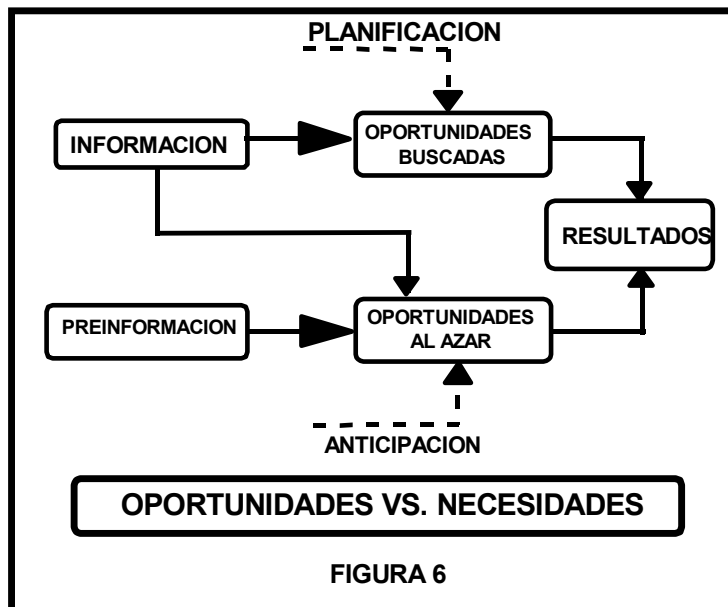 PLANIFICACION
INFORMACION
OPORTUNIDADES
BUSCADAS
RESULTADOS
PREINFORMACION
OPORTUNIDADES
AL AZAR
ANTICIPACION
OPORTUNIDADES VS. NECESIDADES
FIGURA 6